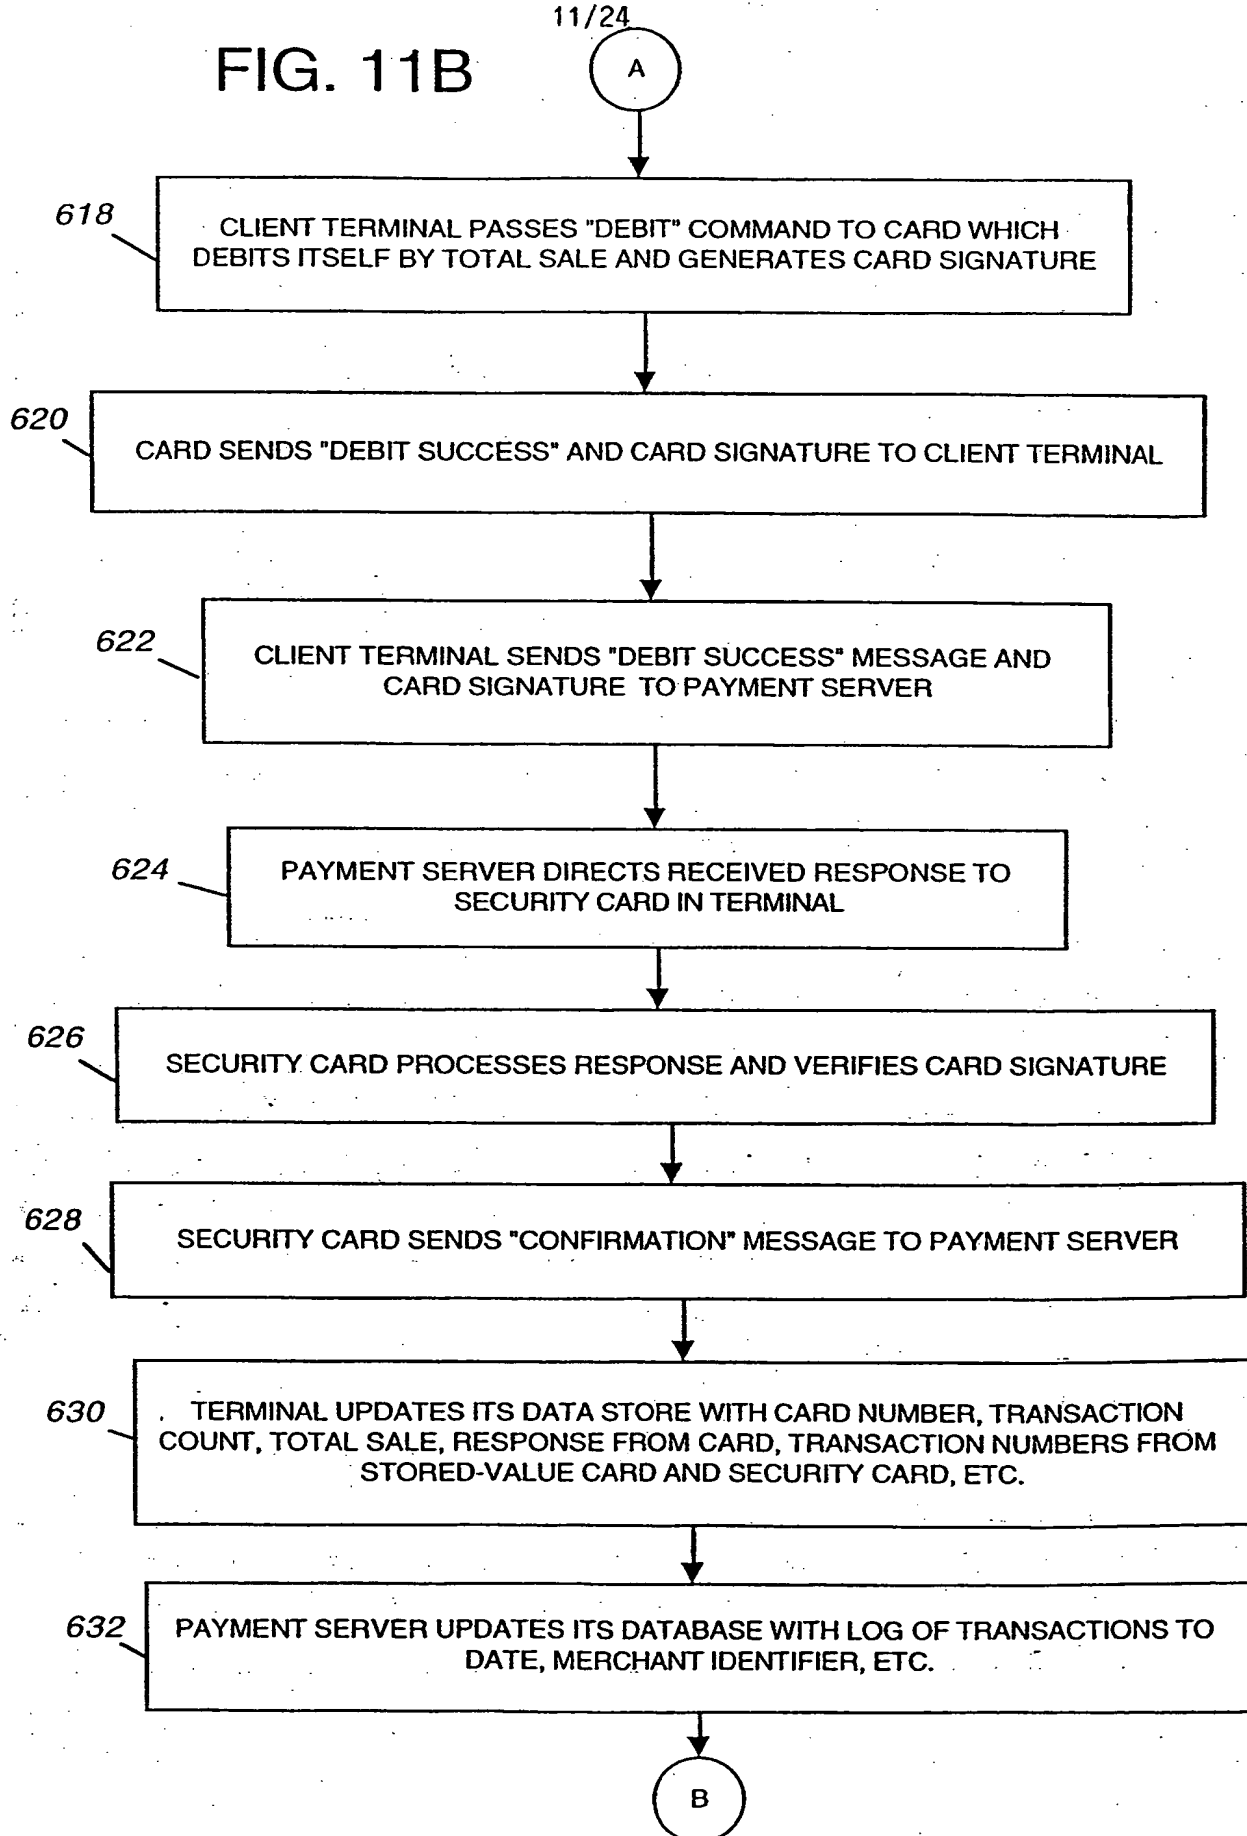 11/24
FIG. 11B
A
618
CLIENT TERMINAL PASSES "DEBIT" COMMAND TO CARD WHICH
DEBITS ITSELF BY TOTAL SALE AND GENERATES CARD SIGNATURE
620
CARD SENDS "DEBIT SUCCESS" AND CARD SIGNATURE TO CLIENT TERMINAL
622
CLIENT TERMINAL SENDS "DEBIT SUCCESS" MESSAGE AND
CARD SIGNATURE TO PAYMENT SERVER
624
PAYMENT SERVER DIRECTS RECEIVED RESPONSE TO
SECURITY CARD IN TERMINAL
626
SECURITY CARD PROCESSES RESPONSE AND VERIFIES CARD SIGNATURE
628
SECURITY CARD SENDS "CONFIRMATION" MESSAGE TO PAYMENT SERVER
630
TERMINAL UPDATES ITS DATA STORE WITH CARD NUMBER, TRANSACTION
COUNT, TOTAL SALE, RESPONSE FROM CARD, TRANSACTION NUMBERS FROM
STORED-VALUE CARD AND SECURITY CARD, ETC.
632
PAYMENT SERVER UPDATES ITS DATABASE WITH LOG OF TRANSACTIONS TO
DATE, MERCHANT IDENTIFIER, ETC.
B